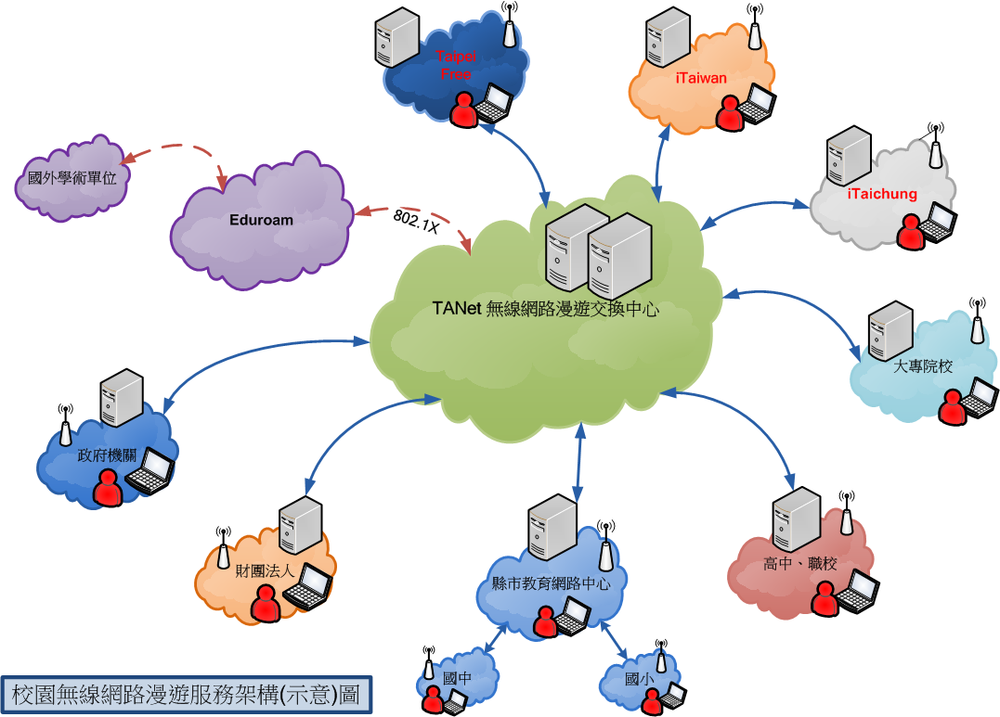 Taipei
Free
iTaiwan
國外學術單位
iTaichung
Eduroam
802.1X
TANet 無線網路漫遊交換中心
大專院校
政府機關
財團法人
縣市教育網路中心
高中、職校
國中
國小
校園無線網路漫遊服務架構(示意)圖